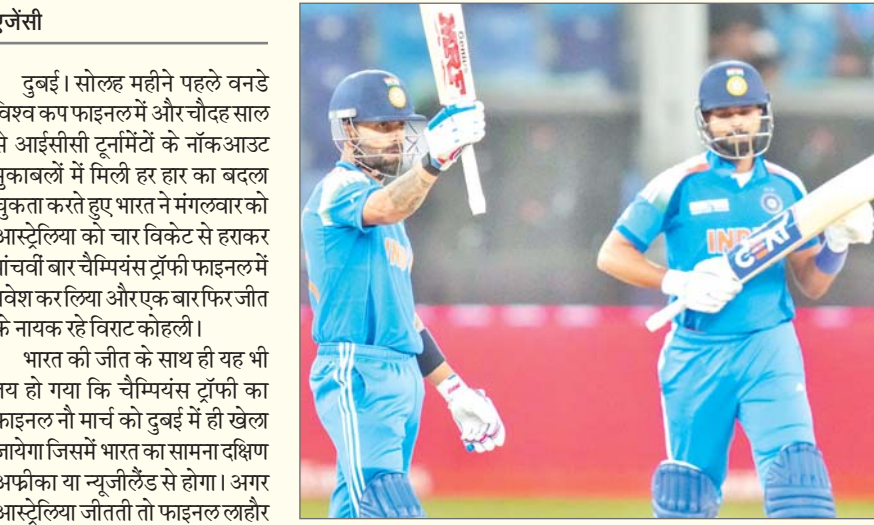 एजेंसी
दुबई। सोलह महीने पहले वनडे
विश्व कप फाइनल में और चौदह साल
से आईसीसी टूर्नामेंटों के नॉकआउट
मुकाबलों में मिली हर हार का बदला
चुकता करते हुए भारत ने मंगलवार को
आस्ट्रेलिया को चार विकेट से हराकर
पांचवीं बार चैम्पियंस ट्रॉफी फाइनल में
प्रवेश कर लिया और एक बार फिर जीत
के नायक रहे विराट कोहली।
भारत की जीत के साथ ही यह भी
तय हो गया कि चैम्पियंस ट्रॉफी का
फाइनल नौ मार्च को दुबई में ही खेला
जायेगा जिसमें भारत का सामना दक्षिण
अफ्रीका या न्यूजीलैंड से होगा। अगर
आस्ट्रेलिया जीतती तो फाइनल लाहौर
MRF
GENIUS
CEAT